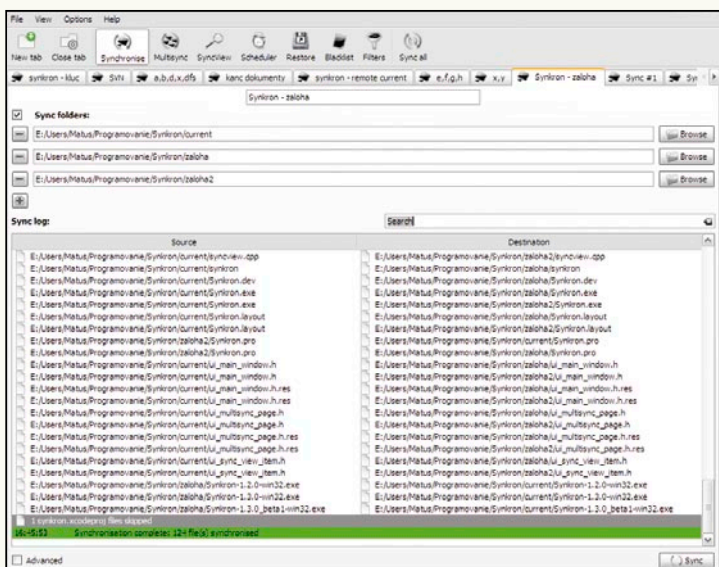 File View Options Help
New tab Close tab Synchronise Multisync SyncView Scheduler Restore Blacklist Filters Sync all
synkron - kluc SVN a,b,d,x,dfs kanc dokumenty synkron - remote current e,f,g,h x,y Synkron - zaloha Sync #1 Sy
Synkron - zaloha
Sync folders:
E:/Users/Matus/Programovanie/Synkron/current Browse
E:/Users/Matus/Programovanie/Synkron/zaloha Browse
E:/Users/Matus/Programovanie/Synkron/zaloha2 Browse
Sync log: Search
Source Destination
E:/Users/Matus/Programovanie/Synkron/current/syncview.cpp E:/Users/Matus/Programovanie/Synkron/zaloha2/syncview.cpp
E:/Users/Matus/Programovanie/Synkron/current/synkron E:/Users/Matus/Programovanie/Synkron/zaloha/synkron
E:/Users/Matus/Programovanie/Synkron/current/Synkron.dev E:/Users/Matus/Programovanie/Synkron/zaloha/Synkron.dev
E:/Users/Matus/Programovanie/Synkron/current/Synkron.exe E:/Users/Matus/Programovanie/Synkron/zaloha/Synkron.exe
E:/Users/Matus/Programovanie/Synkron/current/Synkron.exe E:/Users/Matus/Programovanie/Synkron/zaloha2/Synkron.exe
E:/Users/Matus/Programovanie/Synkron/current/Synkron.layout E:/Users/Matus/Programovanie/Synkron/zaloha/Synkron.layout
E:/Users/Matus/Programovanie/Synkron/current/Synkron.layout E:/Users/Matus/Programovanie/Synkron/zaloha2/Synkron.layout
E:/Users/Matus/Programovanie/Synkron/zaloha2/Synkron.pro E:/Users/Matus/Programovanie/Synkron/current/Synkron.pro
E:/Users/Matus/Programovanie/Synkron/zaloha2/Synkron.pro E:/Users/Matus/Programovanie/Synkron/zaloha/Synkron.pro
E:/Users/Matus/Programovanie/Synkron/current/ui_main_window.h E:/Users/Matus/Programovanie/Synkron/zaloha/ui_main_window.h
E:/Users/Matus/Programovanie/Synkron/current/ui_main_window.h E:/Users/Matus/Programovanie/Synkron/zaloha2/ui_main_window.h
E:/Users/Matus/Programovanie/Synkron/current/ui_main_window.h.res E:/Users/Matus/Programovanie/Synkron/zaloha/ui_main_window.h.res
E:/Users/Matus/Programovanie/Synkron/current/ui_main_window.h.res E:/Users/Matus/Programovanie/Synkron/zaloha2/ui_main_window.h.res
E:/Users/Matus/Programovanie/Synkron/current/ui_multisync_page.h E:/Users/Matus/Programovanie/Synkron/zaloha/ui_multisync_page.h
E:/Users/Matus/Programovanie/Synkron/current/ui_multisync_page.h E:/Users/Matus/Programovanie/Synkron/zaloha2/ui_multisync_page.h
E:/Users/Matus/Programovanie/Synkron/current/ui_multisync_page.h.res E:/Users/Matus/Programovanie/Synkron/zaloha/ui_multisync_page.h.res
E:/Users/Matus/Programovanie/Synkron/current/ui_multisync_page.h.res E:/Users/Matus/Programovanie/Synkron/zaloha2/ui_multisync_page.h.res
E:/Users/Matus/Programovanie/Synkron/current/ui_sync_view_item.h E:/Users/Matus/Programovanie/Synkron/zaloha/ui_sync_view_item.h
E:/Users/Matus/Programovanie/Synkron/current/ui_sync_view_item.h E:/Users/Matus/Programovanie/Synkron/zaloha2/ui_sync_view_item.h
E:/Users/Matus/Programovanie/Synkron/zaloha/Synkron-1.2.0-win32.exe E:/Users/Matus/Programovanie/Synkron/current/Synkron-1.2.0-win32.exe
E:/Users/Matus/Programovanie/Synkron/zaloha/Synkron-1.3.0-win32.exe E:/Users/Matus/Programovanie/Synkron/current/Synkron-1.3.0-win32.exe
E:/Users/Matus/Programovanie/Synkron/zaloha/Synkron-1.3.0_beta1-win32.exe E:/Users/Matus/Programovanie/Synkron/current/Synkron-1.3.0_beta1-win32.exe
1 synkron.xcodeproj files skipped
16:45:53 Synchronisation complete: 124 file(s) synchronised
Advanced Sync